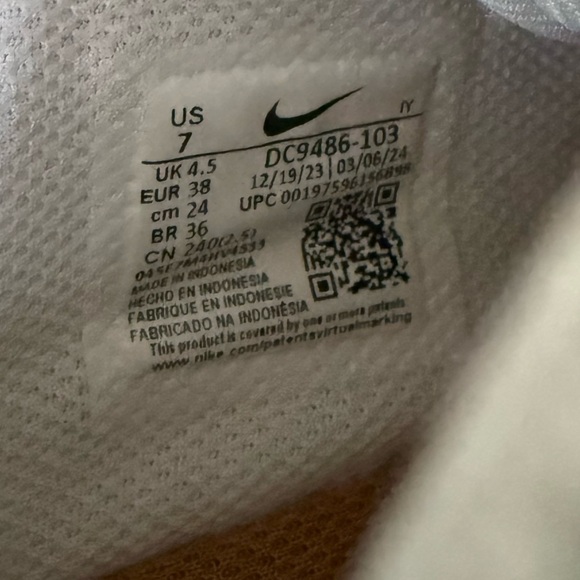 US
7
UK 4.5
EUR 38
cm 24
BR 36
CN 240(2.5)
IY
DC9486-103
12/19/23 | 03/06/24
UPC
MADE IN INDONESIA
HECHO EN INDONESIA
FABRIQUE EN INDONESIE
FABRICADO NA INDONÉSIA
This product is covered by one or more patents
www.nike.com/patentsvirtualmarking